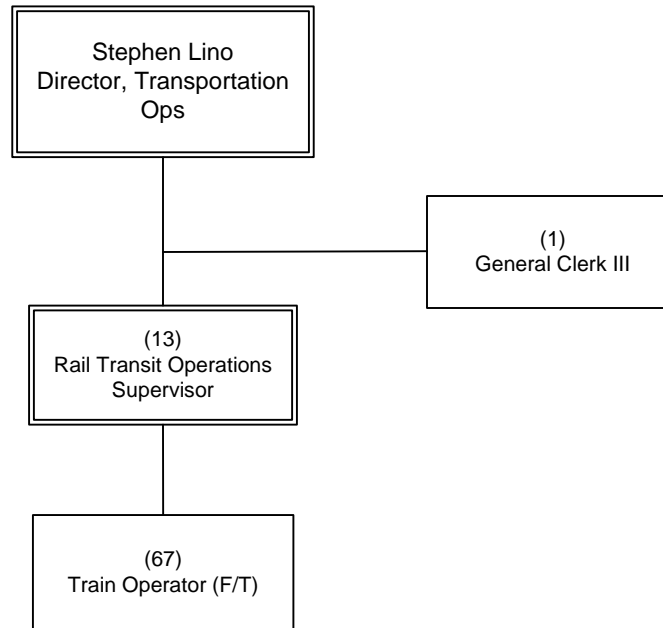 Stephen Lino
Director, Transportation
Ops
(1)
General Clerk III
(13)
Rail Transit Operations
Supervisor
(67)
Train Operator (F/T)